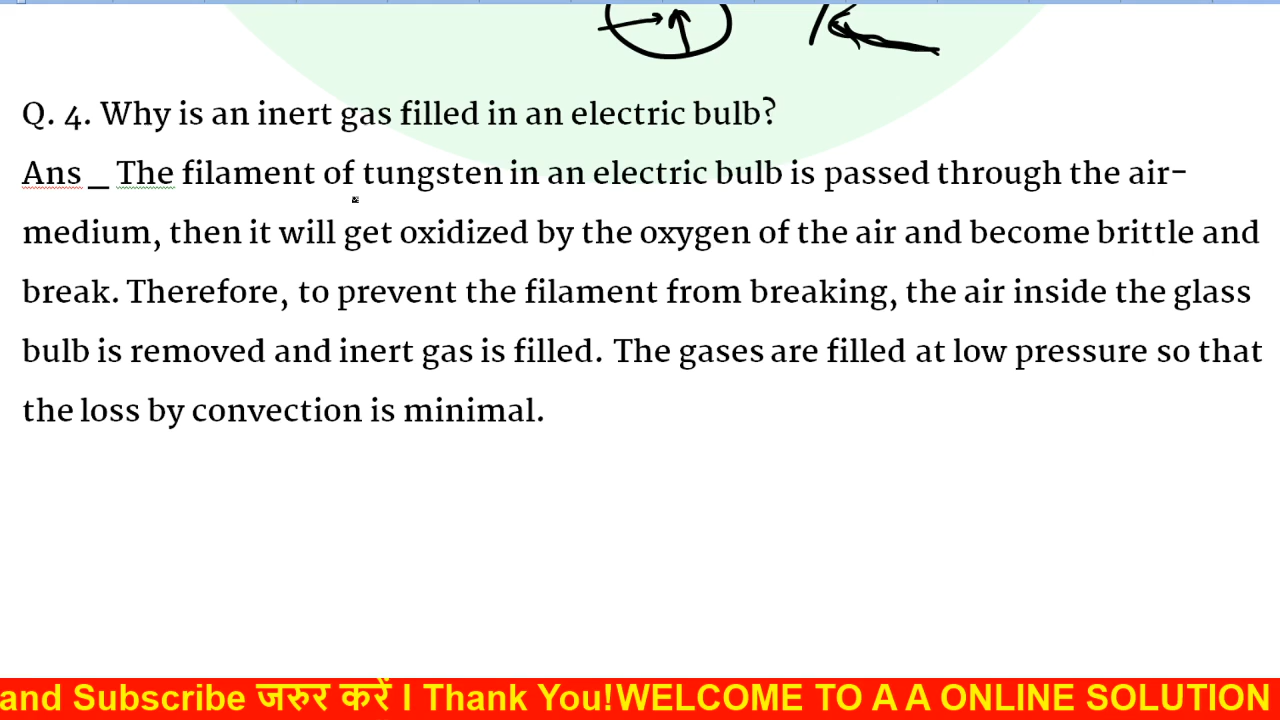 Q. 4. Why is an inert gas filled in an electric bulb?
Ans _ The filament of tungsten in an electric bulb is passed through the air-
medium, then it will get oxidized by the oxygen of the air and become brittle and
break. Therefore, to prevent the filament from breaking, the air inside the glass
bulb is removed and inert gas is filled. The gases are filled at low pressure so that
the loss by convection is minimal.
and Subscribe जरुर करें I Thank You!WELCOME TO A A ONLINE SOLUTION